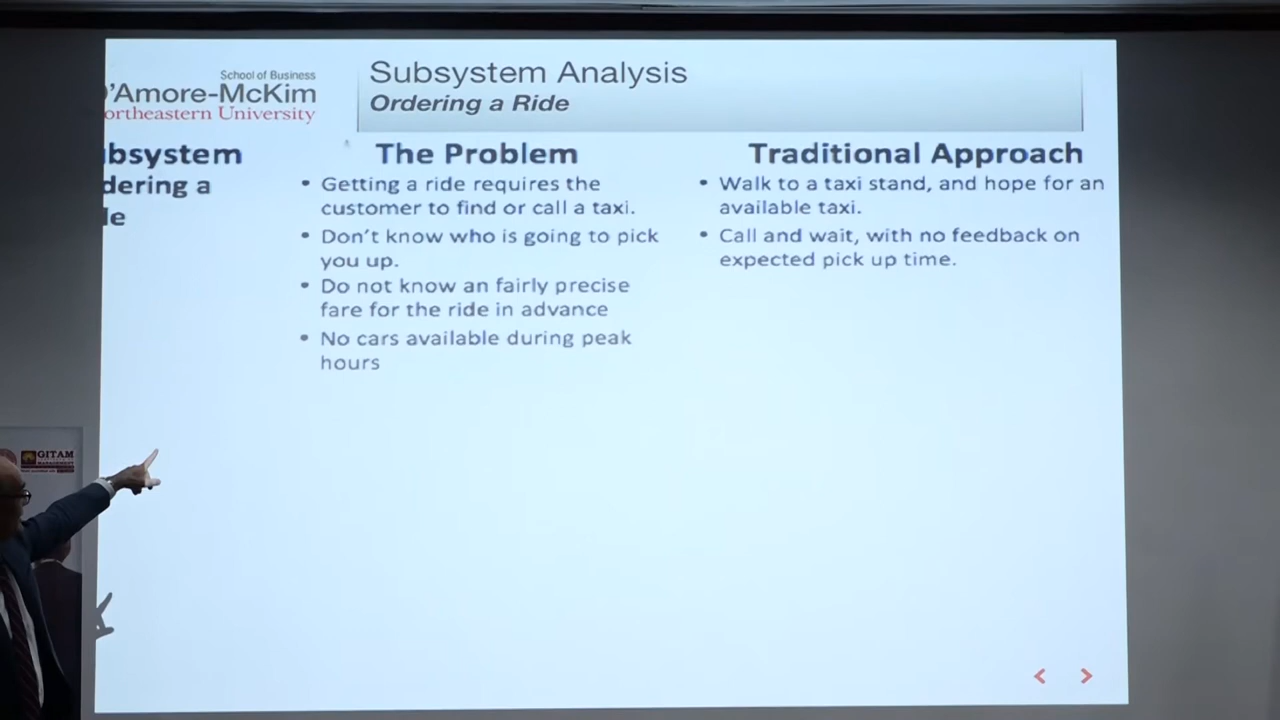 School of Business
D'Amore-McKim
ortheastern University
Subsystem Analysis
Ordering a Ride
bsystem
dering a
de
The Problem
• Getting a ride requires the
customer to find or call a taxi.
• Don't know who is going to pick
you up.
• Do not know an fairly precise
fare for the ride in advance
• No cars available during peak
hours
Traditional Approach
• Walk to a taxi stand, and hope for an
available taxi.
• Call and wait, with no feedback on
expected pick up time.
GITAM